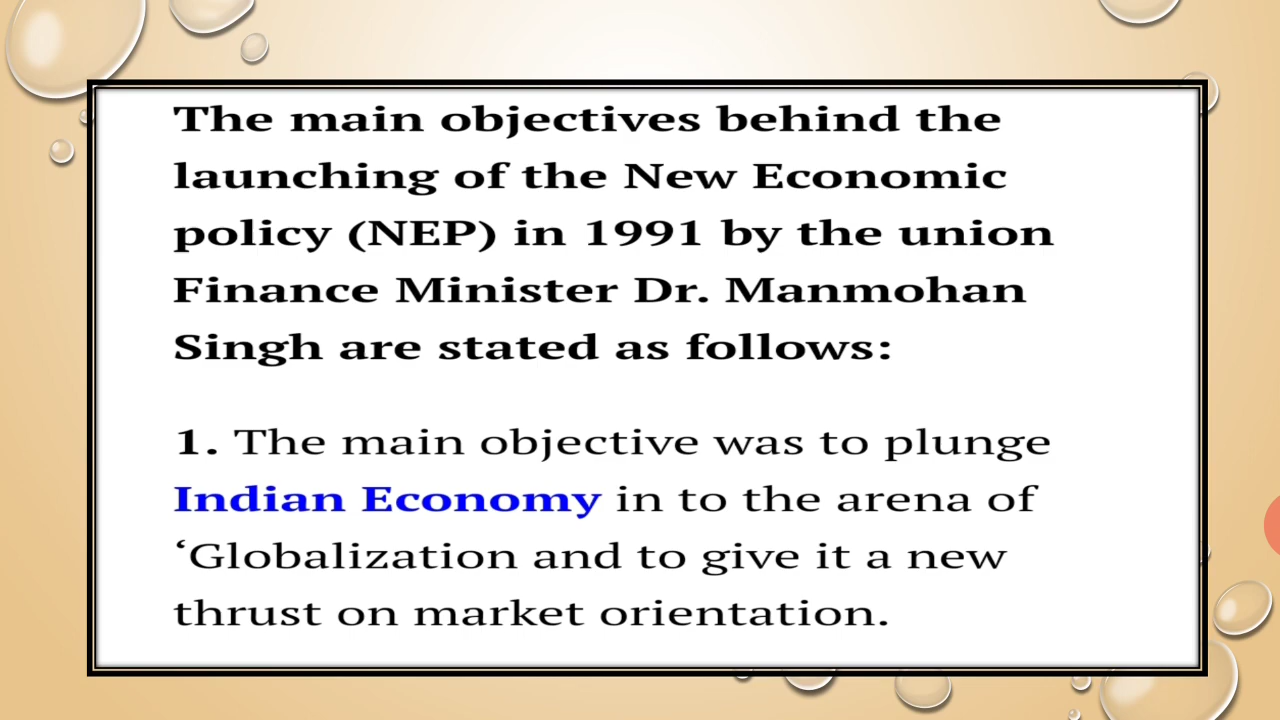 The main objectives behind the
launching of the New Economic
policy (NEP) in 1991 by the union
Finance Minister Dr. Manmohan
Singh are stated as follows:
1. The main objective was to plunge
Indian Economy in to the arena of
‘Globalization and to give it a new
thrust on market orientation.